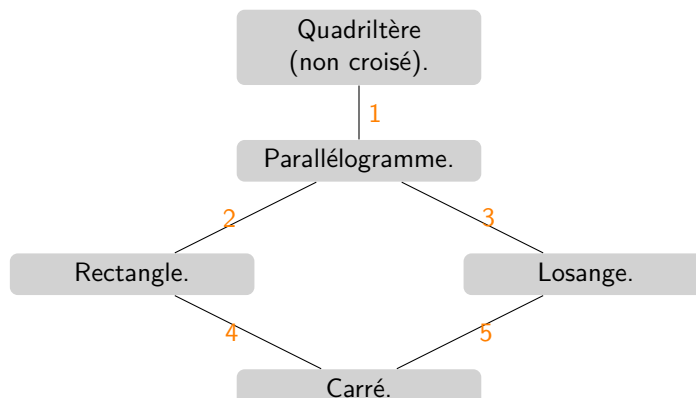 Quadriltère
(non croisé).
1
Parallélogramme.
2
3
Rectangle.
Losange.
4
5
Carré.